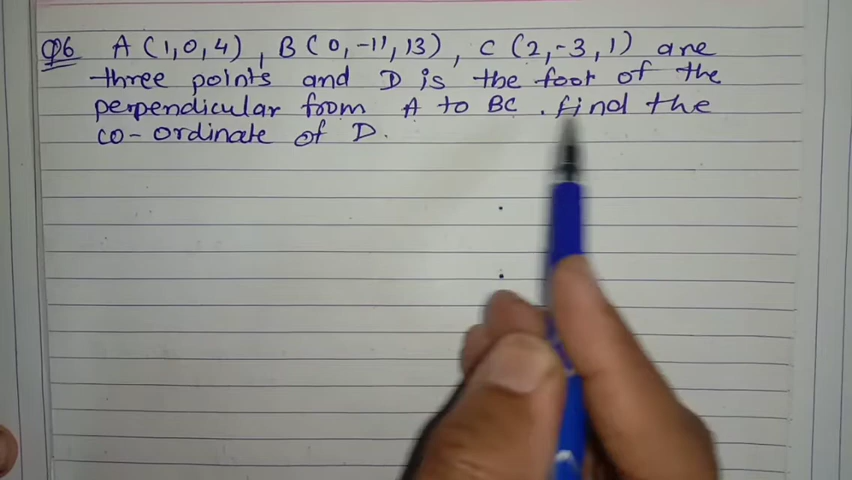 Q6 A (1,0,4), B(0,-11,13), C (2,-3,1) are
three points and D is the foot of the
perpendicular from A to BC. find the
co-ordinate of D.